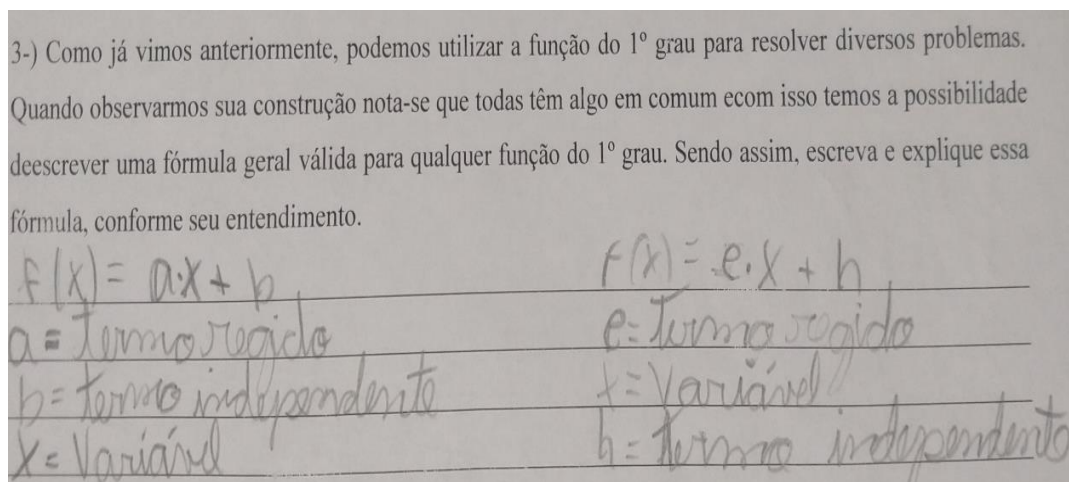 3-) Como já vimos anteriormente, podemos utilizar a função do 1º grau para resolver diversos problemas.
Quando observarmos sua construção nota-se que todas têm algo em comum ecom isso temos a possibilidade
deescrever uma fórmula geral válida para qualquer função do 1º grau. Sendo assim, escreva e explique essa
fórmula, conforme seu entendimento.
f(x) = a.x + b
a = termo regido
b = termo independente
x = Variável
f(x) = e.x + h
e = Termo regido
x = Variável
h = termo independente